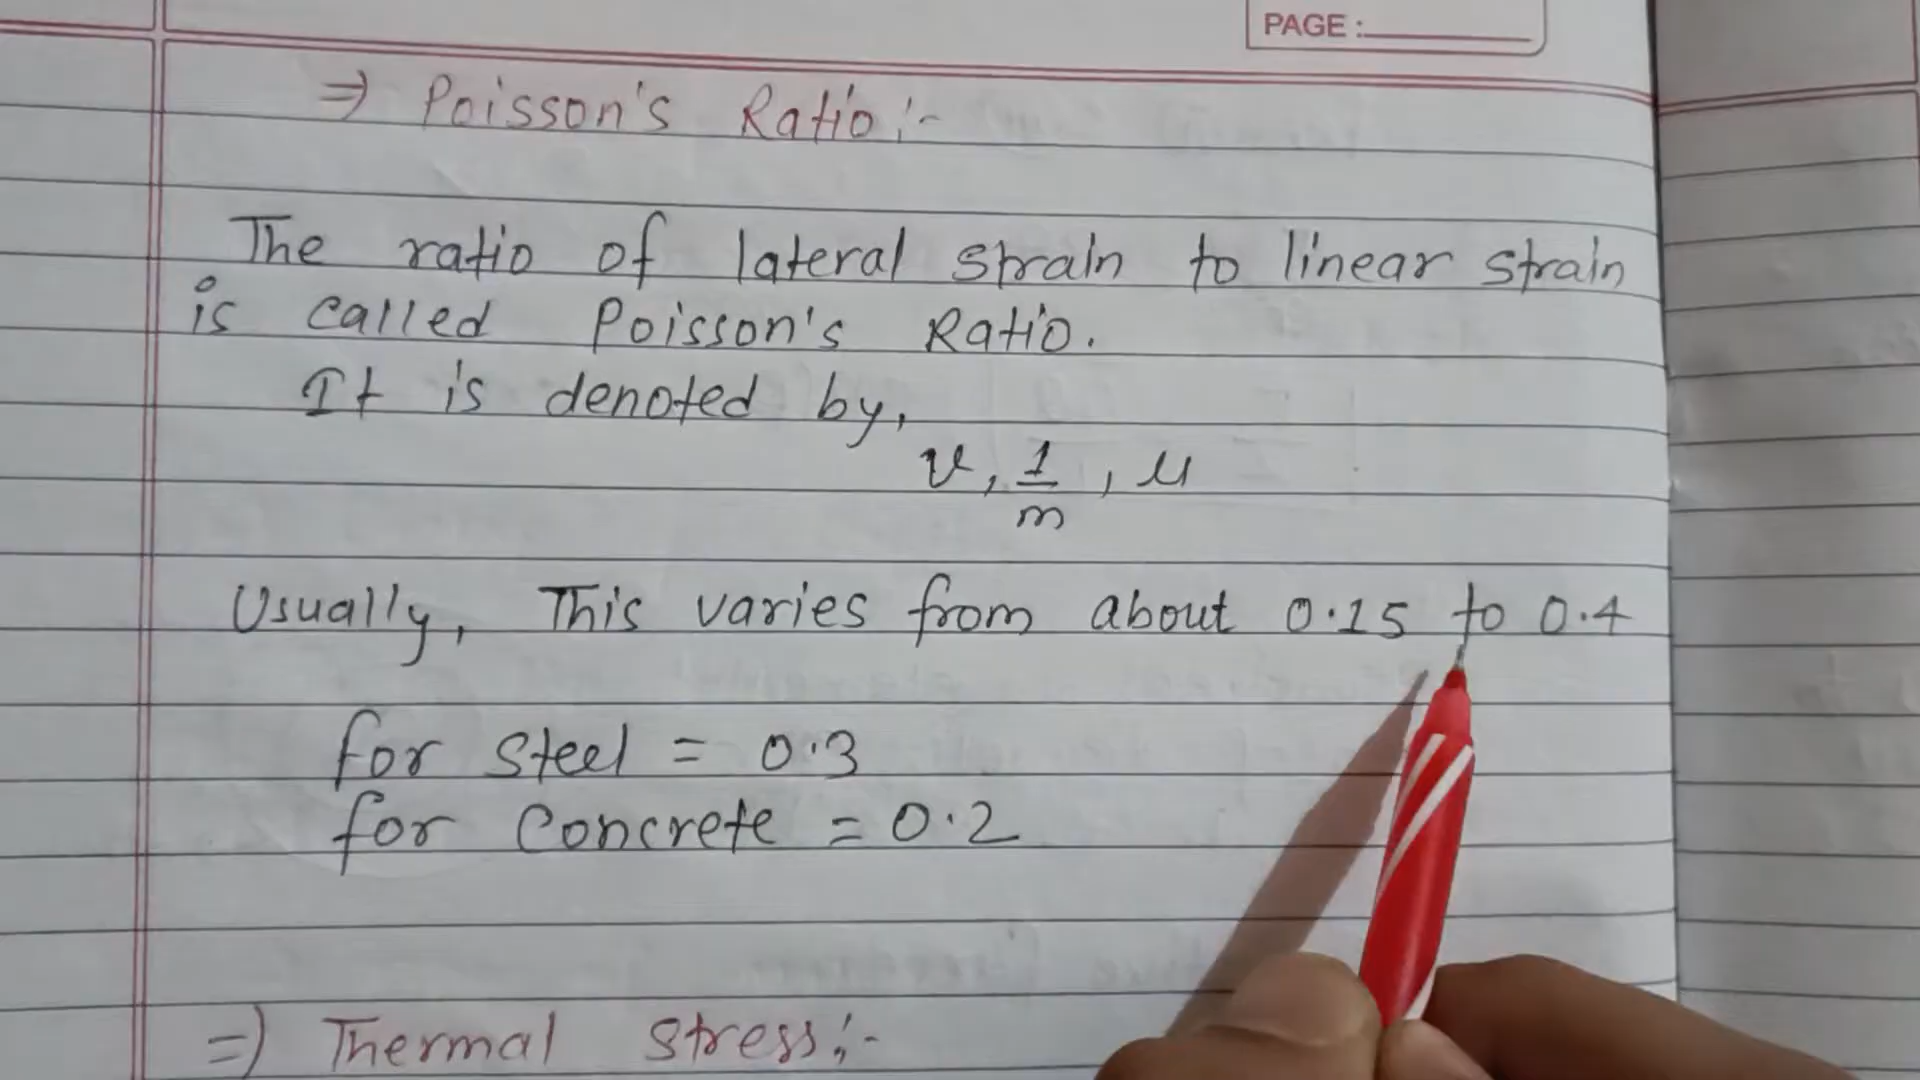 PAGE :
⇒ Poisson's Ratio:-
The ratio of lateral strain to linear strain
is called Poisson's Ratio.
It is denoted by,
ν, 1/m, μ
Usually, This varies from about 0.15 to 0.4
for steel = 0.3
for Concrete = 0.2
⇒ Thermal stress:-